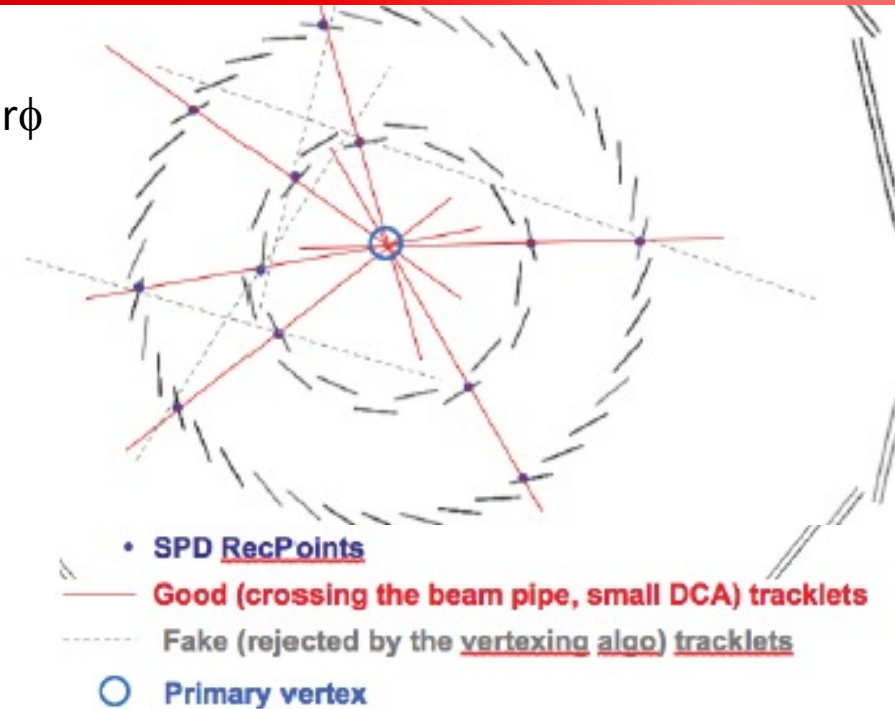 rϕ
• SPD RecPoints
Good (crossing the beam pipe, small DCA) tracklets
Fake (rejected by the vertexing algo) tracklets
Primary vertex